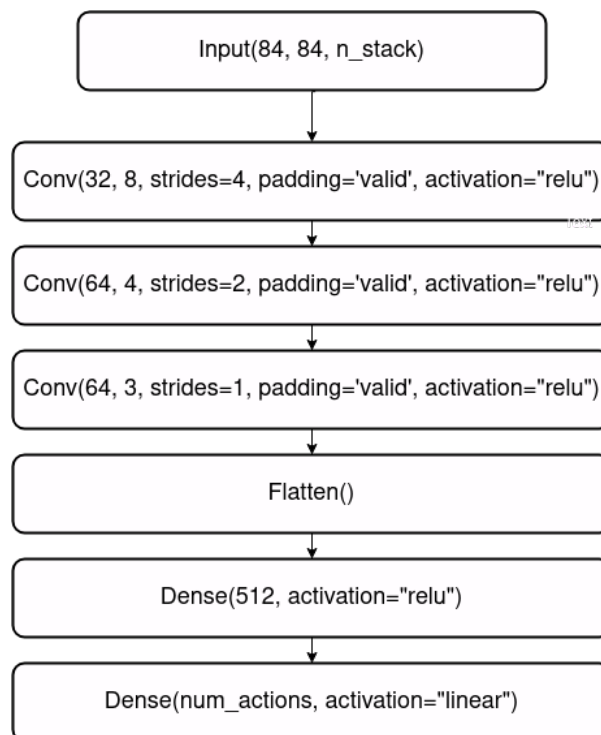 Input(84, 84, n_stack)
Conv(32, 8, strides=4, padding='valid', activation="relu")
Text
Conv(64, 4, strides=2, padding='valid', activation="relu")
Conv(64, 3, strides=1, padding='valid', activation="relu")
Flatten()
Dense(512, activation="relu")
Dense(num_actions, activation="linear")